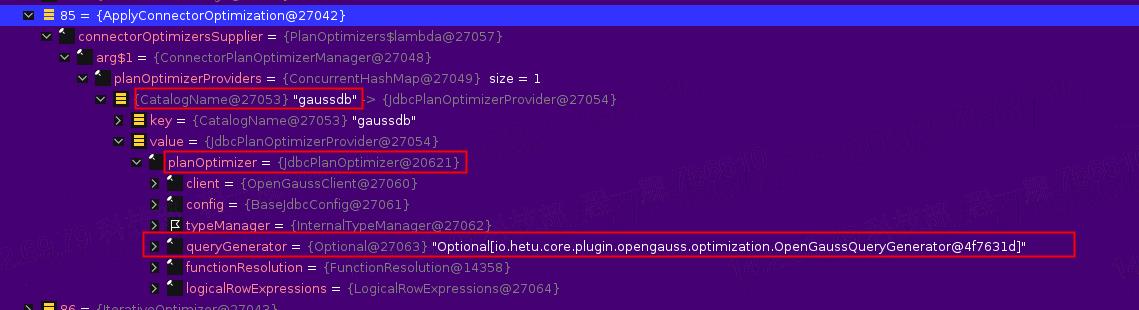 85 = {ApplyConnectorOptimization@27042}
connectorOptimizersSupplier = {PlanOptimizers$lambda@27057}
arg$1 = {ConnectorPlanOptimizerManager@27048}
planOptimizerProviders = {ConcurrentHashMap@27049} size = 1
{CatalogName@27053} "gaussdb" -> {JdbcPlanOptimizerProvider@27054}
key = {CatalogName@27053} "gaussdb"
value = {JdbcPlanOptimizerProvider@27054}
planOptimizer = {JdbcPlanOptimizer@20621}
client = {OpenGaussClient@27060}
config = {BaseJdbcConfig@27061}
typeManager = {InternalTypeManager@27062}
queryGenerator = {Optional@27063} "Optional[io.hetu.core.plugin.opengauss.optimization.OpenGaussQueryGenerator@4f7631d]"
functionResolution = {FunctionResolution@14358}
logicalRowExpressions = {LogicalRowExpressions@27064}
86 = {IterativeOptimizer@27043}